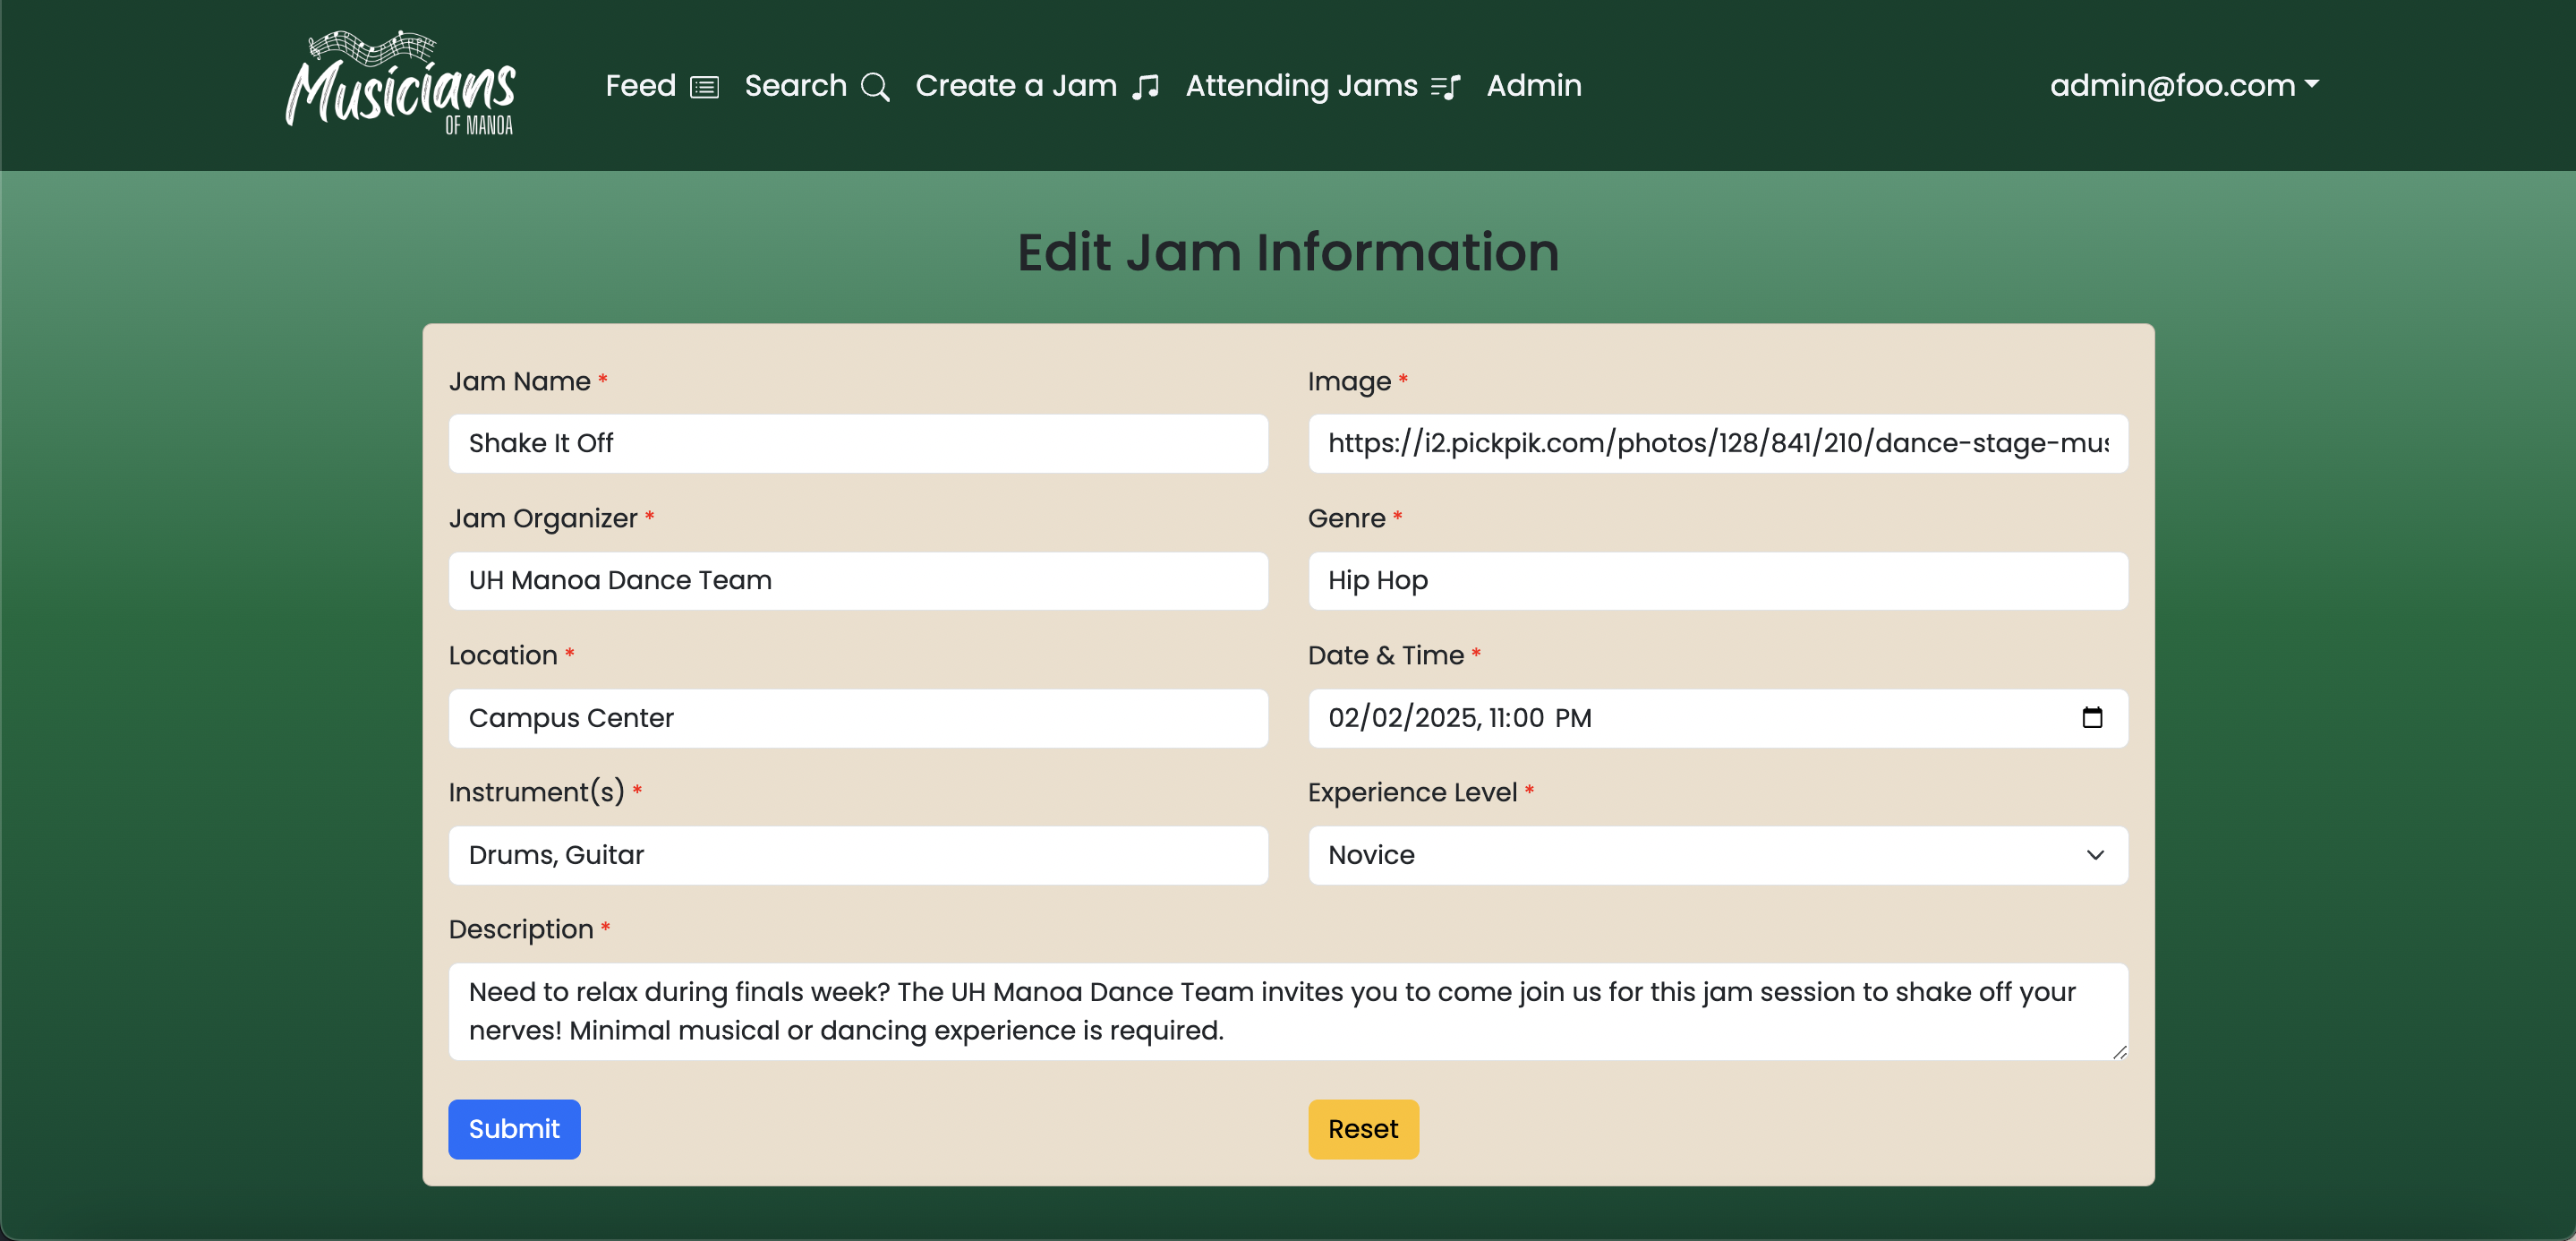 Musicians
OF MANOA
Feed Search Create a Jam Attending Jams Admin admin@foo.com
Edit Jam Information
Jam Name * Image *
Shake It Off https://i2.pickpik.com/photos/128/841/210/dance-stage-mus
Jam Organizer * Genre *
UH Manoa Dance Team Hip Hop
Location * Date & Time *
Campus Center 02/02/2025, 11:00 PM
Instrument(s) * Experience Level *
Drums, Guitar Novice
Description *
Need to relax during finals week? The UH Manoa Dance Team invites you to come join us for this jam session to shake off your
nerves! Minimal musical or dancing experience is required.
Submit Reset